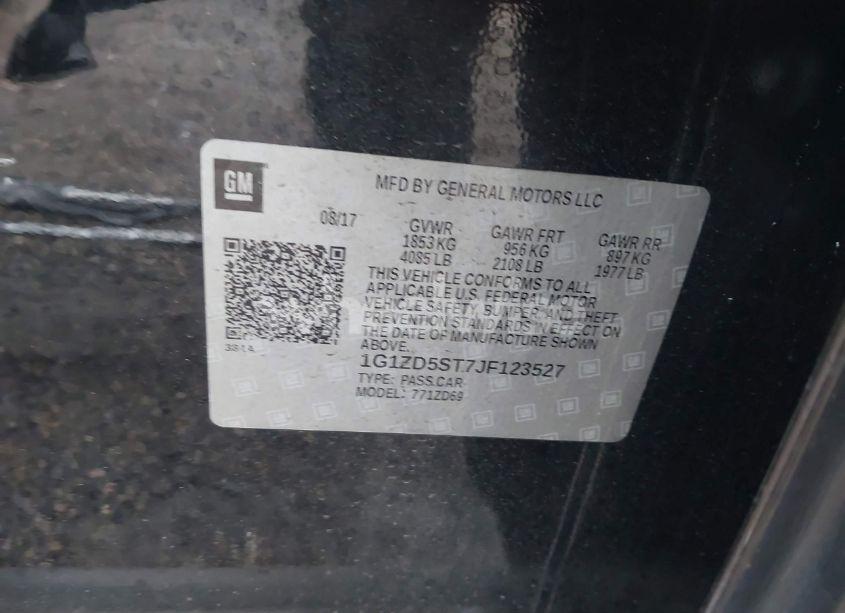 GM
MFD BY GENERAL MOTORS LLC
08/17
GVWR
1853 KG
4085 LB
GAWR FRT
956 KG
2108 LB
GAWR RR
897 KG
1977 LB
THIS VEHICLE CONFORMS TO ALL
APPLICABLE U.S. FEDERAL MOTOR
VEHICLE SAFETY, BUMPER, AND THEFT
PREVENTION STANDARDS IN EFFECT ON
THE DATE OF MANUFACTURE SHOWN
ABOVE.
1G1ZD5ST7JF123527
TYPE: PASS.CAR
MODEL: 771ZD69